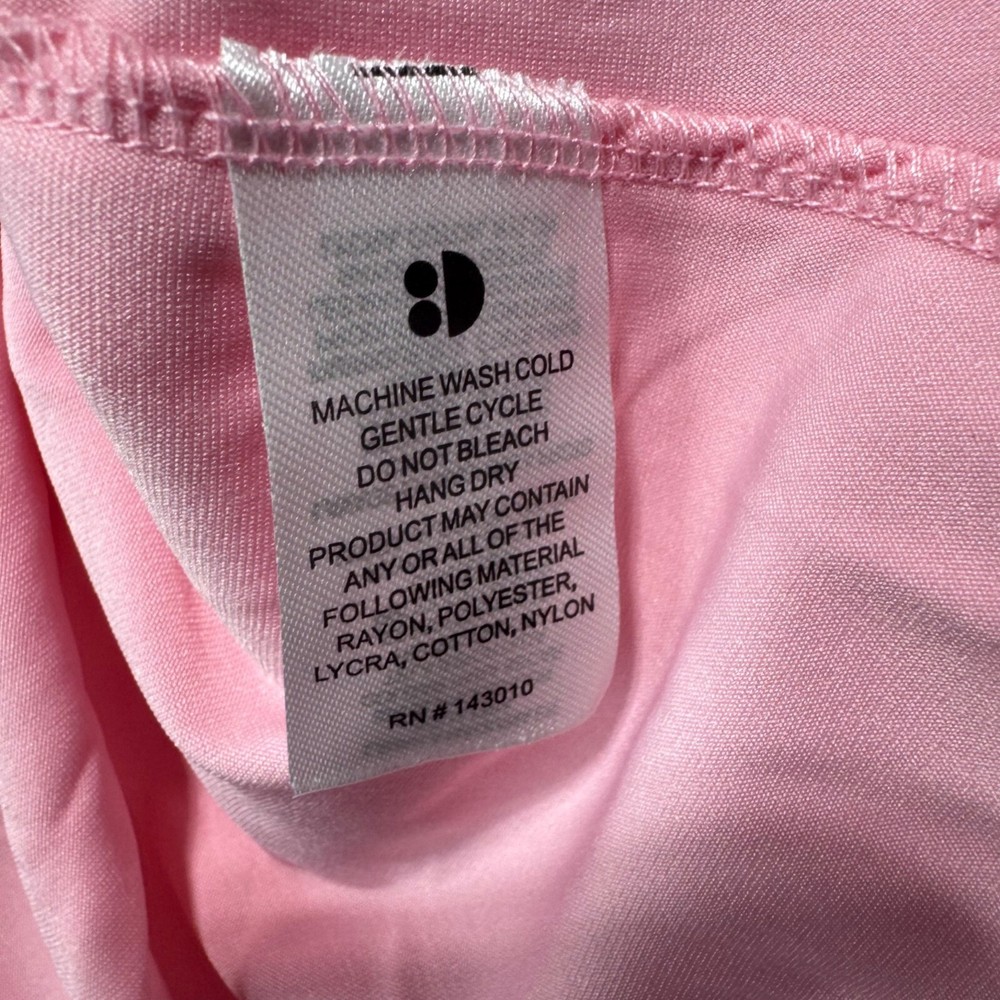 MACHINE WASH COLD
GENTLE CYCLE
DO NOT BLEACH
HANG DRY
PRODUCT MAY CONTAIN
ANY OR ALL OF THE
FOLLOWING MATERIAL
RAYON, POLYESTER,
LYCRA, COTTON, NYLON
RN # 143010